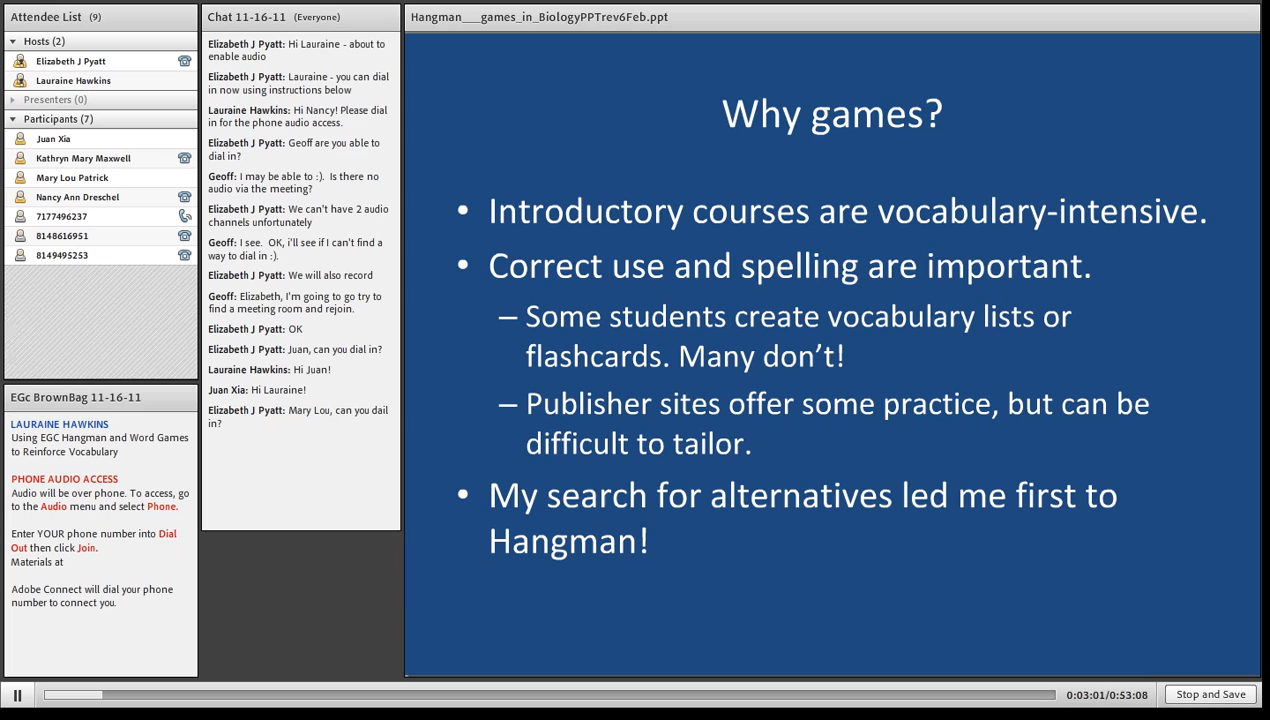 Attendee List (9)
Hosts (2)
Elizabeth J Pyatt
Lauraine Hawkins
Presenters (0)
Participants (7)
Juan Xia
Kathryn Mary Maxwell
Mary Lou Patrick
Nancy Ann Dreschel
7177496237
8148616951
8149495253
EGc BrownBag 11-16-11
LAURAINE HAWKINS
Using EGC Hangman and Word Games
to Reinforce Vocabulary
PHONE AUDIO ACCESS
Audio will be over phone. To access, go
to the Audio menu and select Phone.
Enter YOUR phone number into Dial
Out then click Join.
Materials at
Adobe Connect will dial your phone
number to connect you.
Chat 11-16-11 (Everyone)
Elizabeth J Pyatt: Hi Lauraine - about to
enable audio
Elizabeth J Pyatt: Lauraine - you can dial
in now using instructions below
Lauraine Hawkins: Hi Nancy! Please dial
in for the phone audio access.
Elizabeth J Pyatt: Geoff are you able to
dial in?
Geoff: I may be able to :). Is there no
audio via the meeting?
Elizabeth J Pyatt: We can't have 2 audio
channels unfortunately
Geoff: I see. OK, i'll see if I can't find a
way to dial in :).
Elizabeth J Pyatt: We will also record
Geoff: Elizabeth, I'm going to go try to
find a meeting room and rejoin.
Elizabeth J Pyatt: OK
Elizabeth J Pyatt: Juan, can you dial in?
Lauraine Hawkins: Hi Juan!
Juan Xia: Hi Lauraine!
Elizabeth J Pyatt: Mary Lou, can you dail
in?
Hangman___games_in_BiologyPPTrev6Feb.ppt
Why games?
• Introductory courses are vocabulary-intensive.
• Correct use and spelling are important.
– Some students create vocabulary lists or
flashcards. Many don’t!
– Publisher sites offer some practice, but can be
difficult to tailor.
• My search for alternatives led me first to
Hangman!
0:03:01/0:53:08
Stop and Save